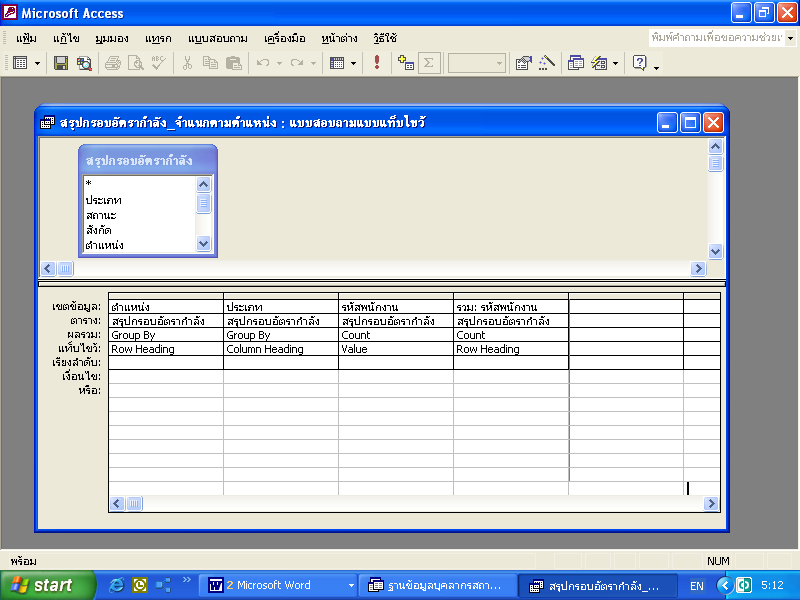 Microsoft Access
แฟ้ม แก้ไข มุมมอง แทรก แบบสอบถาม เครื่องมือ หน้าต่าง วิธีใช้ พิมพ์คำถามเพื่อขอความช่วยเ
สรุปกรอบอัตรากำลัง_จำแนกตามตำแหน่ง : แบบสอบถามแบบแท็บไขว้
สรุปกรอบอัตรากำลัง
*
ประเภท
สถานะ
สังกัด
ตำแหน่ง
เขตข้อมูล: ตำแหน่ง ประเภท รหัสพนักงาน รวม: รหัสพนักงาน
ตาราง: สรุปกรอบอัตรากำลัง สรุปกรอบอัตรากำลัง สรุปกรอบอัตรากำลัง สรุปกรอบอัตรากำลัง
ผลรวม: Group By Group By Count Count
แท็บไขว้: Row Heading Column Heading Value Row Heading
เรียงลำดับ:
เงื่อนไข:
หรือ:
พร้อม NUM
start 2 Microsoft Word ฐานข้อมูลบุคลากรสถา... สรุปกรอบอัตรากำลัง_... EN 5:12